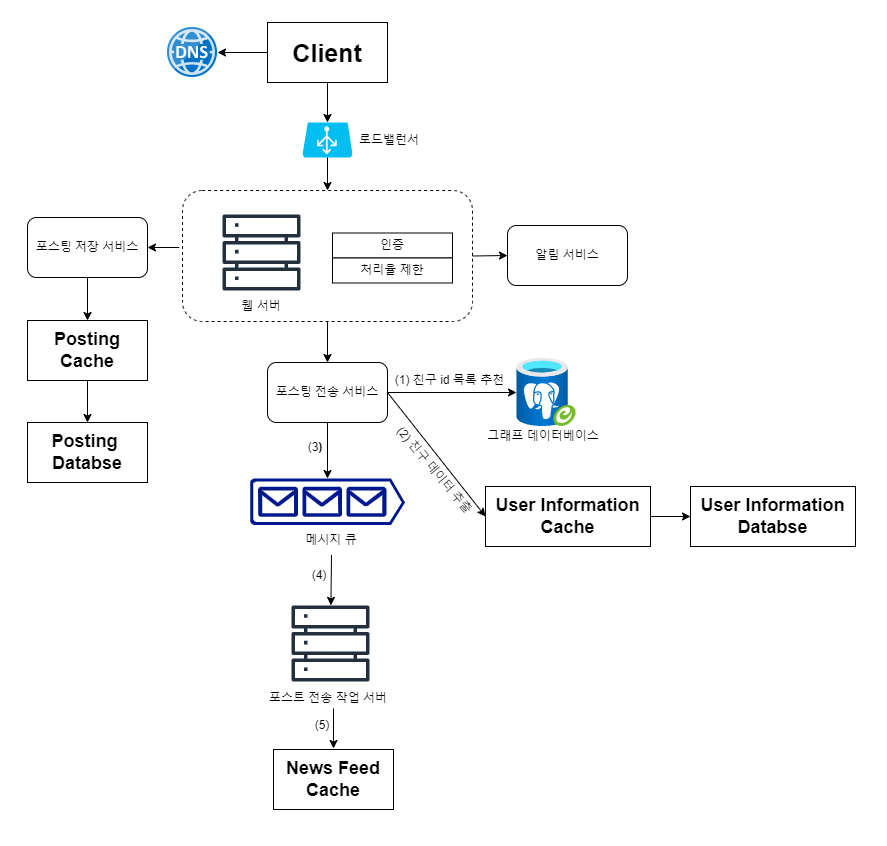 DNS
Client
로드밸런서
포스팅 저장 서비스
인증
처리율 제한
알림 서비스
웹 서버
Posting
Cache
포스팅 전송 서비스
(1) 친구 id 목록 추천
(2) 친구 데이터 추출
그래프 데이터베이스
Posting
Databse
(3)
User Information
Cache
User Information
Databse
메시지 큐
(4)
포스트 전송 작업 서버
(5)
News Feed
Cache